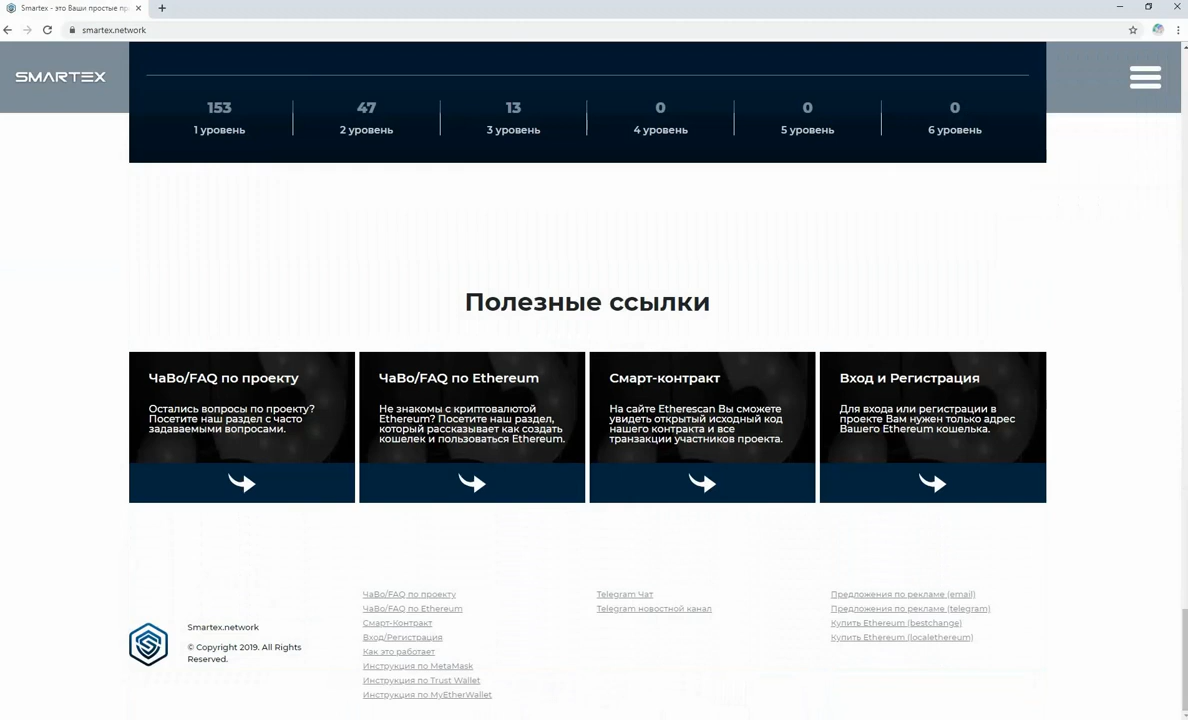 Smartex - это Ваши простые пр
smartex.network
SMARTEX
153 47 13 0 0 0
1 уровень 2 уровень 3 уровень 4 уровень 5 уровень 6 уровень
Полезные ссылки
ЧаВо/FAQ по проекту
Остались вопросы по проекту?
Посетите наш раздел с часто
задаваемыми вопросами.
ЧаВо/FAQ по Ethereum
Не знакомы с криптовалютой
Ethereum? Посетите наш раздел,
который рассказывает как создать
кошелек и пользоваться Ethereum.
Смарт-контракт
На сайте Etherescan Вы сможете
увидеть открытый исходный код
нашего контракта и все
транзакции участников проекта.
Вход и Регистрация
Для входа или регистрации в
проекте Вам нужен только адрес
Вашего Ethereum кошелька.
Smartex.network
© Copyright 2019. All Rights
Reserved.
ЧаВо/FAQ по проекту
ЧаВо/FAQ по Ethereum
Смарт-Контракт
Вход/Регистрация
Как это работает
Инструкция по MetaMask
Инструкция по Trust Wallet
Инструкция по MyEtherWallet
Telegram Чат
Telegram новостной канал
Предложения по рекламе (email)
Предложения по рекламе (telegram)
Купить Ethereum (bestchange)
Купить Ethereum (localethereum)